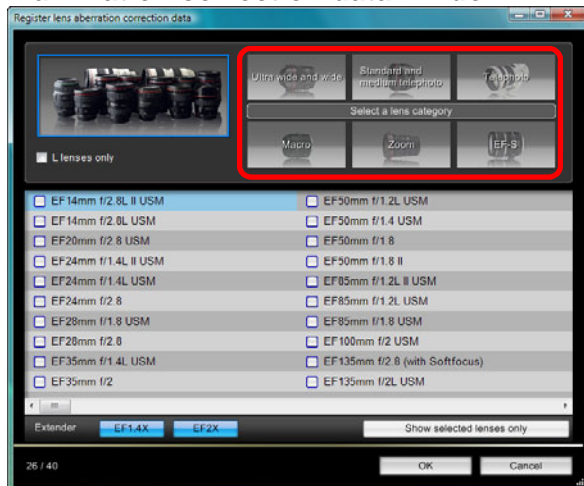 Register lens aberration correction data
Ultra wide and wide
Standard and medium telephoto
Telephoto
Select a lens category
Macro
Zoom
EF-S
L lenses only
EF14mm f/2.8L II USM
EF50mm f/1.2L USM
EF14mm f/2.8L USM
EF50mm f/1.4 USM
EF20mm f/2.8 USM
EF50mm f/1.8
EF24mm f/1.4L II USM
EF50mm f/1.8 II
EF24mm f/1.4L USM
EF85mm f/1.2L II USM
EF24mm f/2.8
EF85mm f/1.2L USM
EF28mm f/1.8 USM
EF85mm f/1.8 USM
EF28mm f/2.8
EF100mm f/2 USM
EF35mm f/1.4L USM
EF135mm f/2.8 (with Softfocus)
EF35mm f/2
EF135mm f/2L USM
Extender
EF1.4X
EF2X
Show selected lenses only
26 / 40
OK
Cancel